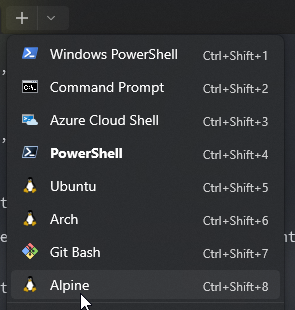 Windows PowerShell Ctrl+Shift+1
Command Prompt Ctrl+Shift+2
Azure Cloud Shell Ctrl+Shift+3
PowerShell Ctrl+Shift+4
Ubuntu Ctrl+Shift+5
Arch Ctrl+Shift+6
Git Bash Ctrl+Shift+7
Alpine Ctrl+Shift+8